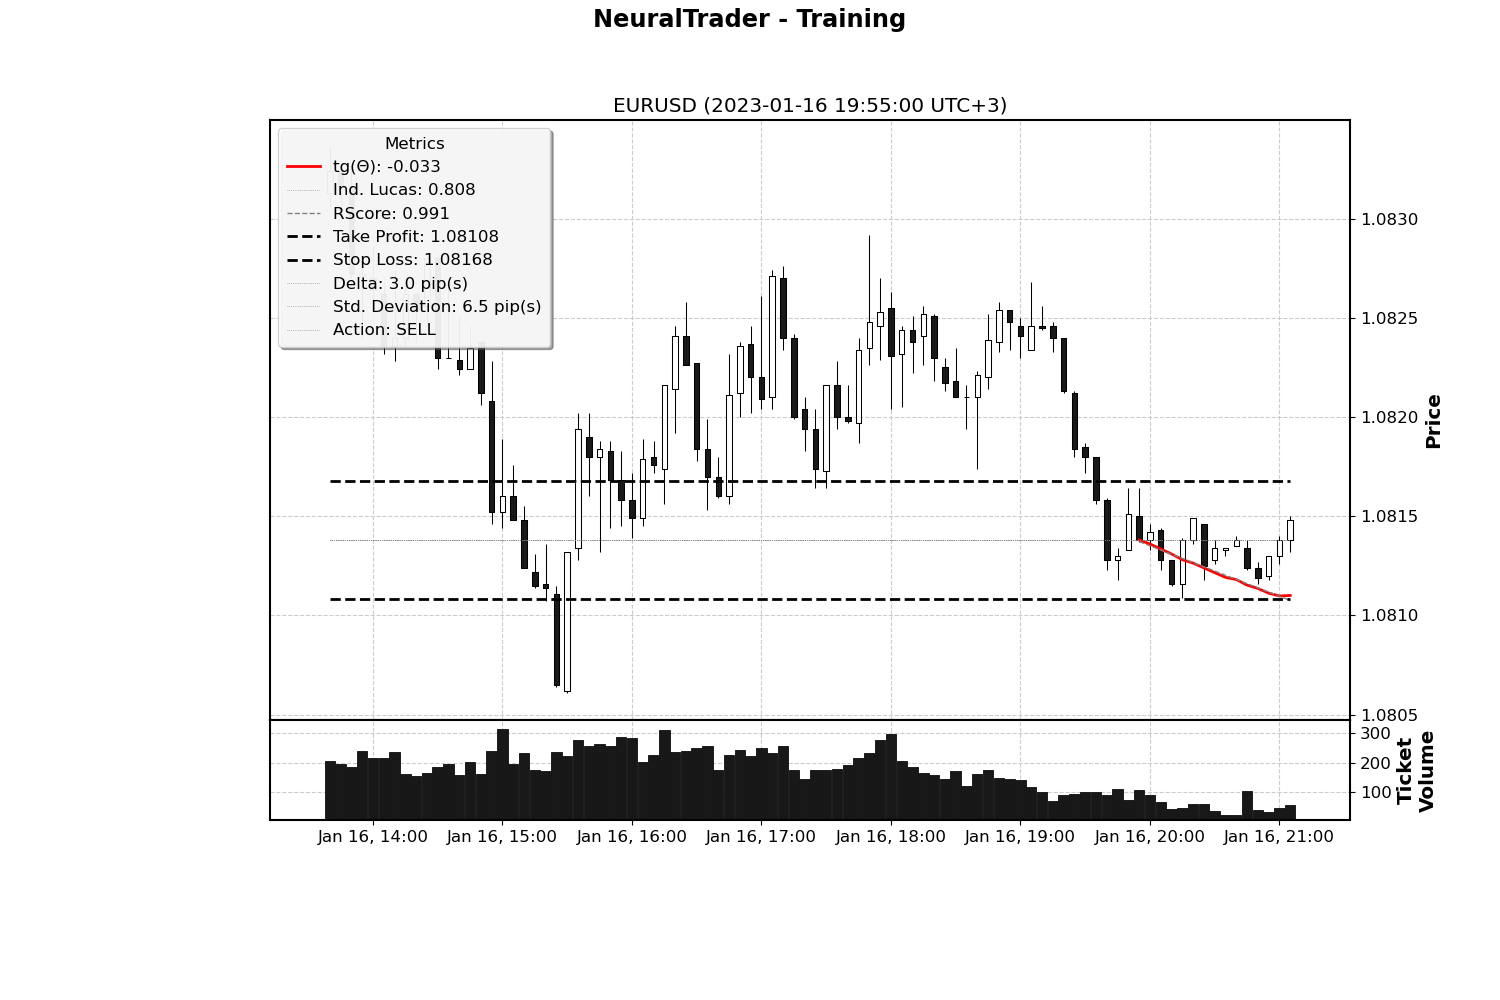 NeuralTrader - Training
EURUSD (2023-01-16 19:55:00 UTC+3)
Metrics
tg(Θ): -0.033
Ind. Lucas: 0.808
RScore: 0.991
Take Profit: 1.08108
Stop Loss: 1.08168
Delta: 3.0 pip(s)
Std. Deviation: 6.5 pip(s)
Action: SELL
1.0830
1.0825
1.0820
1.0815
1.0810
1.0805
Price
300
200
100
Ticket
Volume
Jan 16, 14:00 Jan 16, 15:00 Jan 16, 16:00 Jan 16, 17:00 Jan 16, 18:00 Jan 16, 19:00 Jan 16, 20:00 Jan 16, 21:00